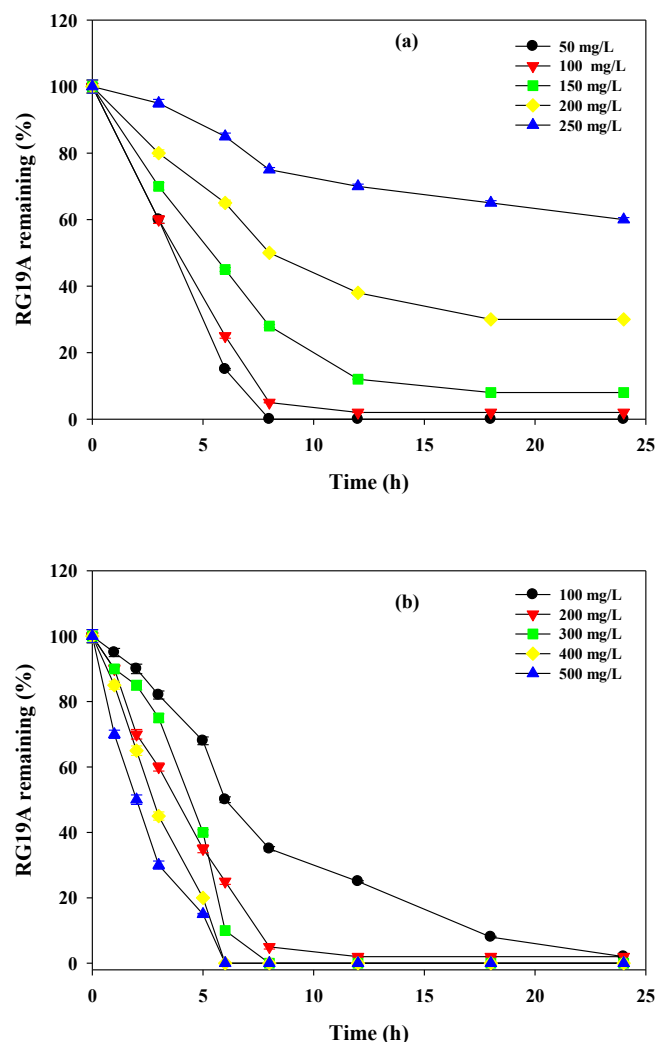 (a)
50 mg/L
100 mg/L
150 mg/L
200 mg/L
250 mg/L
120
100
80
60
40
20
0
RG19A remaining (%)
0 5 10 15 20 25
Time (h)
(b)
100 mg/L
200 mg/L
300 mg/L
400 mg/L
500 mg/L
120
100
80
60
40
20
0
RG19A remaining (%)
0 5 10 15 20 25
Time (h)